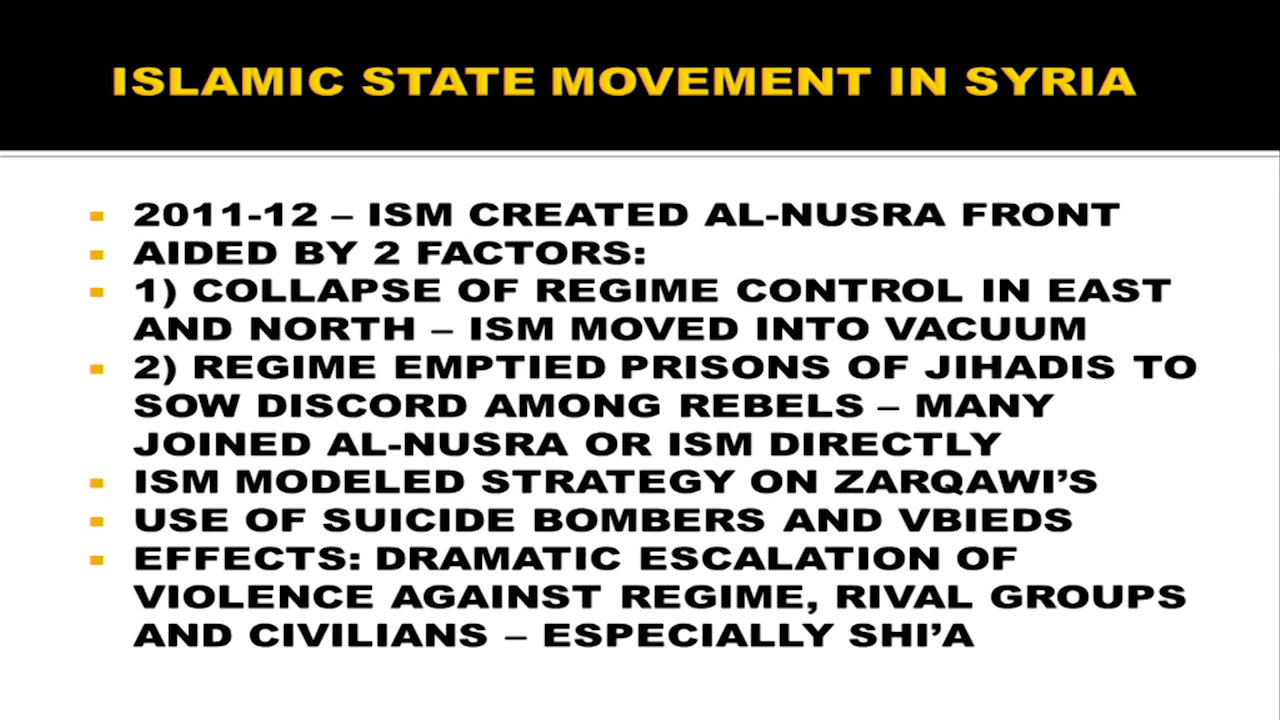 ISLAMIC STATE MOVEMENT IN SYRIA
2011-12 – ISM CREATED AL-NUSRA FRONT
AIDED BY 2 FACTORS:
1) COLLAPSE OF REGIME CONTROL IN EAST
AND NORTH – ISM MOVED INTO VACUUM
2) REGIME EMPTIED PRISONS OF JIHADIS TO
SOW DISCORD AMONG REBELS – MANY
JOINED AL-NUSRA OR ISM DIRECTLY
ISM MODELED STRATEGY ON ZARQAWI’S
USE OF SUICIDE BOMBERS AND VBIEDS
EFFECTS: DRAMATIC ESCALATION OF
VIOLENCE AGAINST REGIME, RIVAL GROUPS
AND CIVILIANS – ESPECIALLY SHI’A